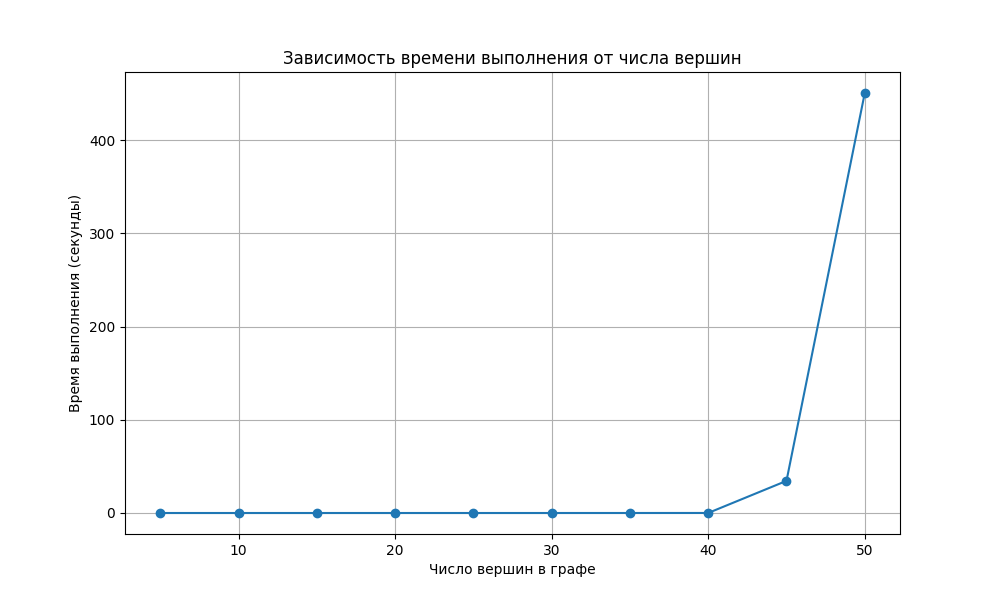 Зависимость времени выполнения от числа вершин
Время выполнения (секунды)
400
300
200
100
0
10 20 30 40 50
Число вершин в графе